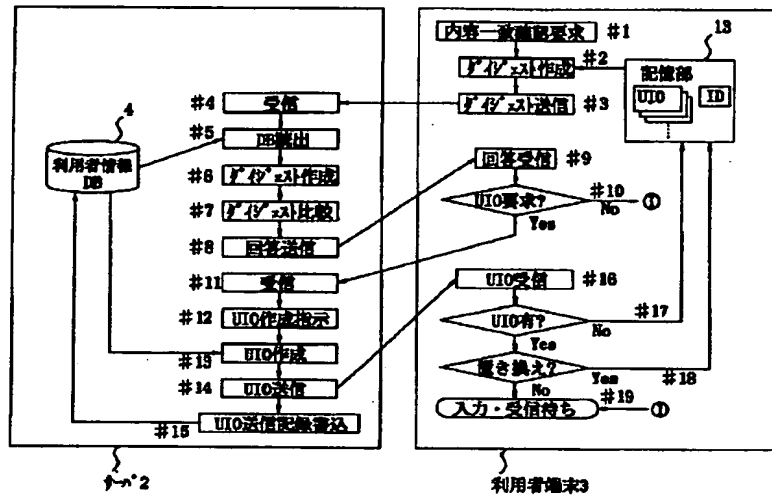 内容一致確認要求 #1
#2
ダイジェスト作成
ダイジェスト送信 #3
13
記憶部
UIO ID
4
利用者情報
DB
#4 受信
#5
#6 ダイジェスト作成
#7 ダイジェスト比較
#8 回答送信
回答受信 #9
UIO要求? #10
No ①
Yes
#11 受信
#12 UIO作成指示
#13 UIO作成
#14 UIO送信
#15 UIO送信記録書込
UIO受信 #16
UIO有? #17
No
Yes
置き換え? Yes #18
No #19
入力・受信待ち ①
サーバ2
利用者端末3